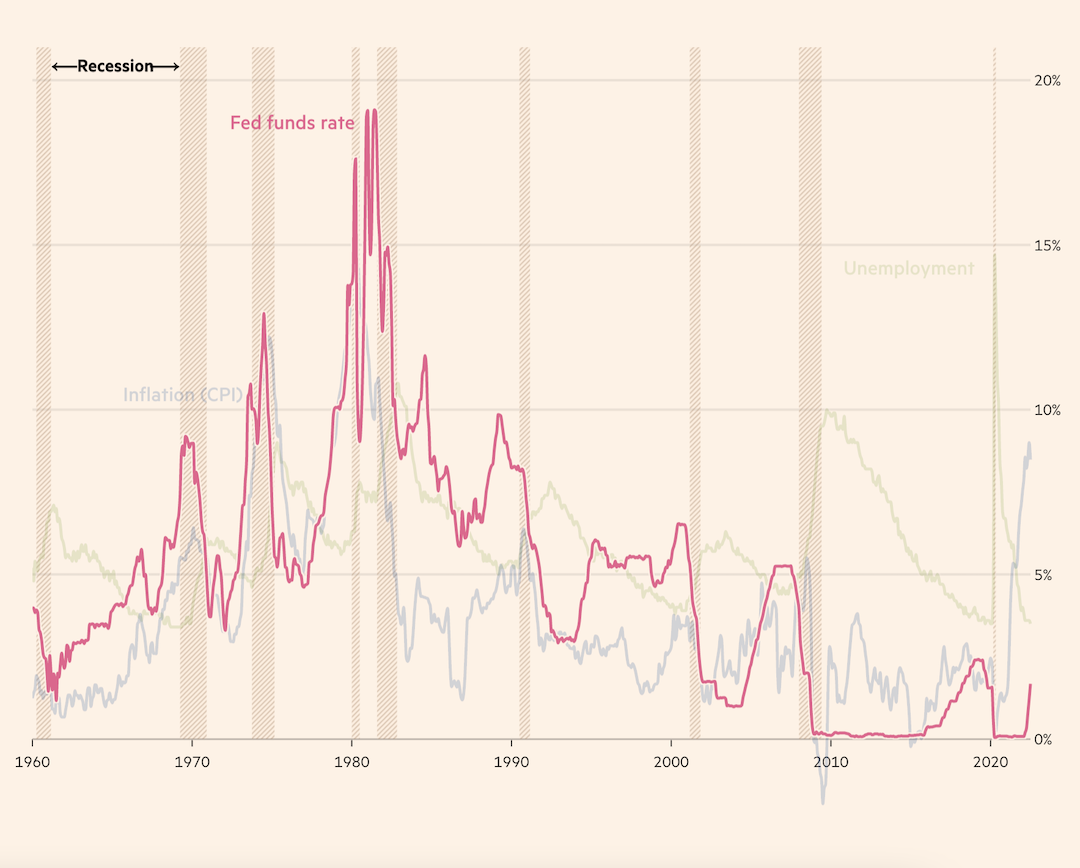 Recession
20%
Fed funds rate
15%
Unemployment
Inflation (CPI)
10%
5%
0%
1960 1970 1980 1990 2000 2010 2020